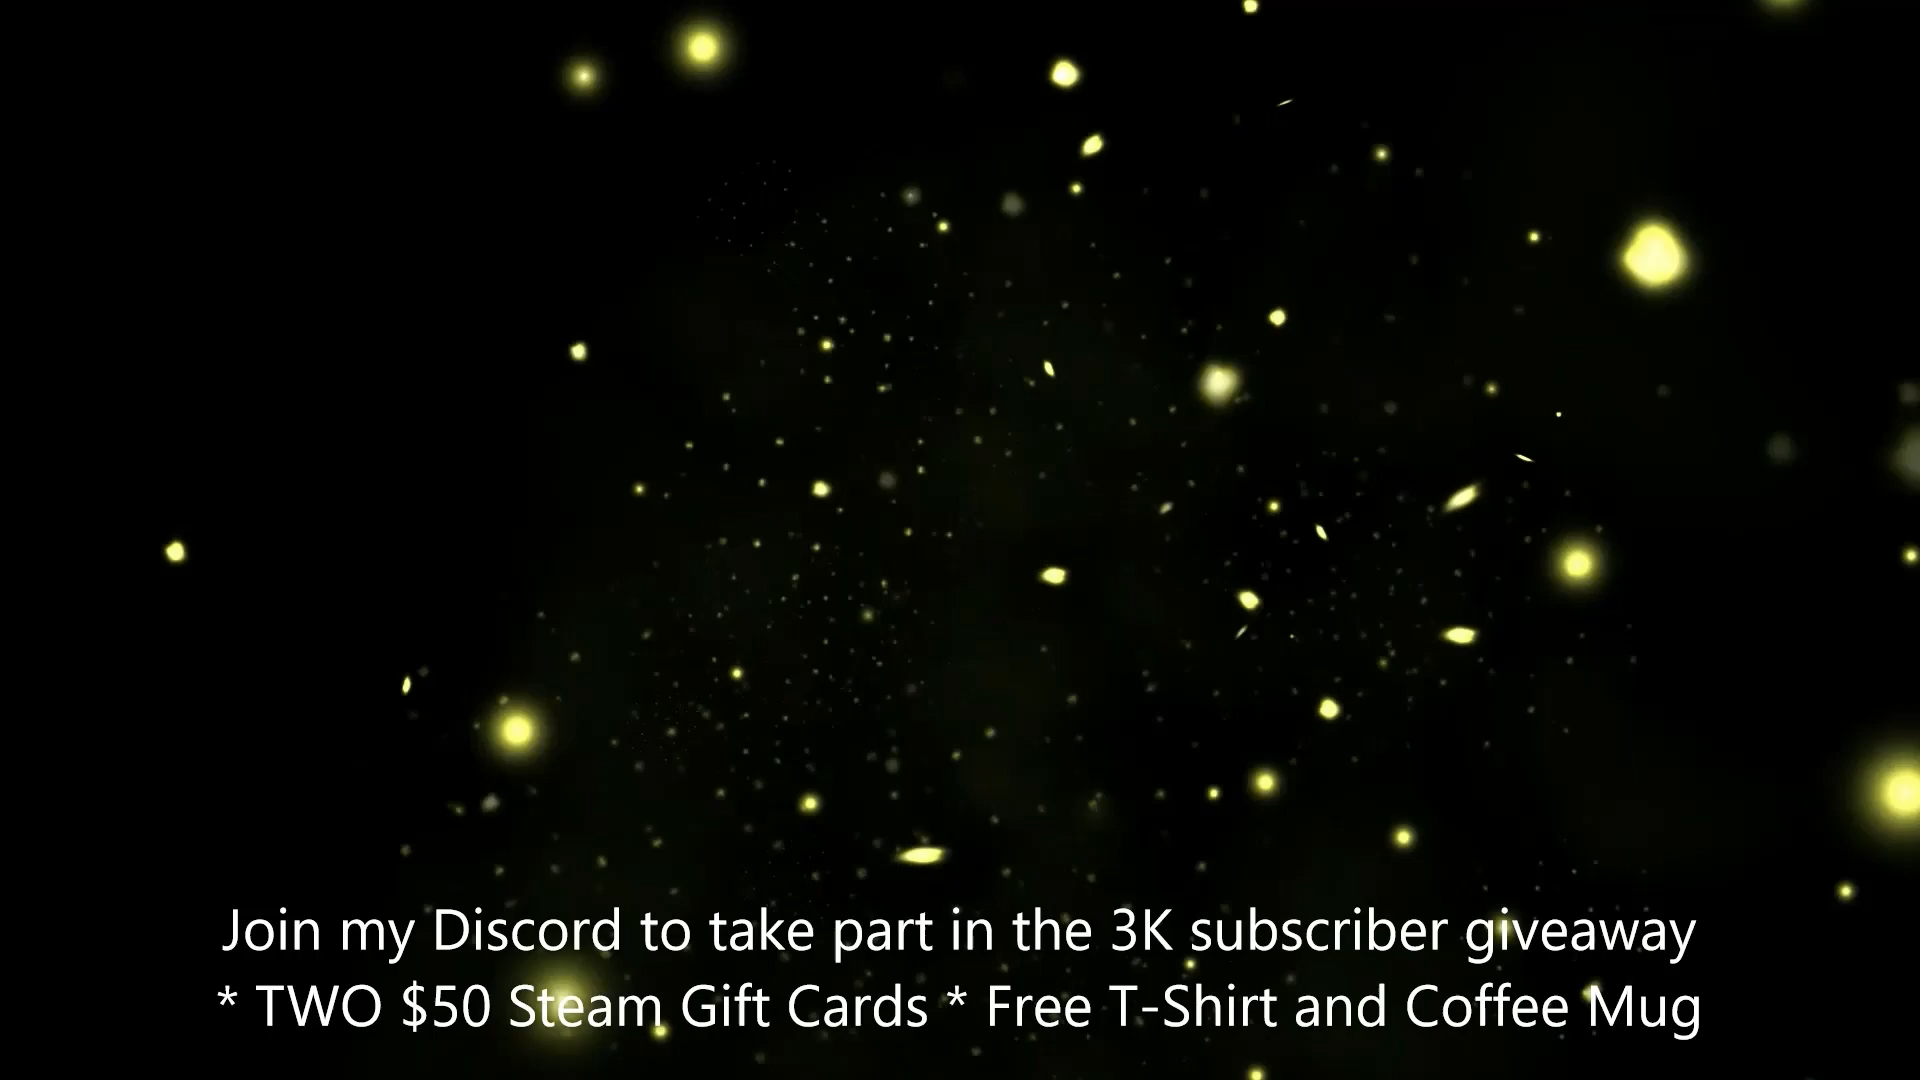 Join my Discord to take part in the 3K subscriber giveaway
* TWO $50 Steam Gift Cards * Free T-Shirt and Coffee Mug